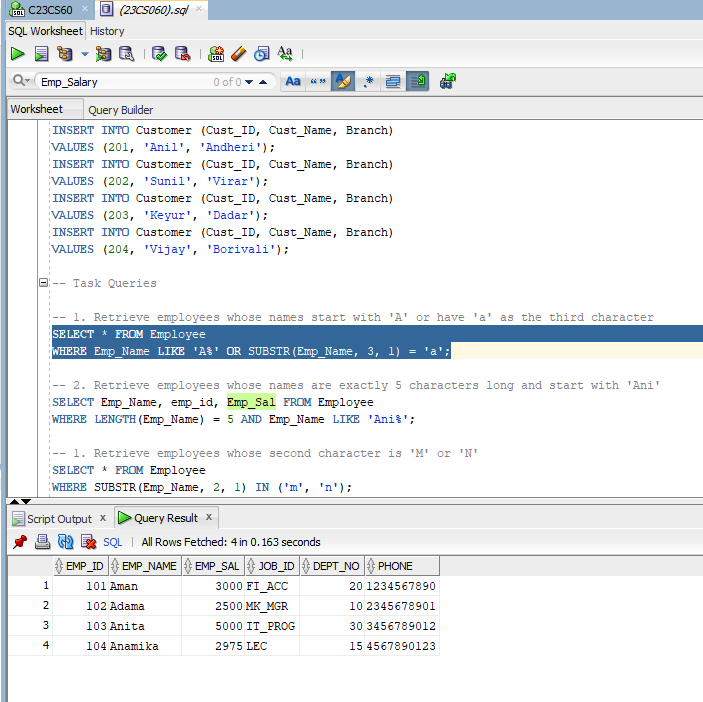 C23CS60 × (23CS060).sql ×
SQL Worksheet History
SQL Aa
Emp_Salary 0 of 0 Aa “ ” .*
Worksheet Query Builder
INSERT INTO Customer (Cust_ID, Cust_Name, Branch)
VALUES (201, 'Anil', 'Andheri');
INSERT INTO Customer (Cust_ID, Cust_Name, Branch)
VALUES (202, 'Sunil', 'Virar');
INSERT INTO Customer (Cust_ID, Cust_Name, Branch)
VALUES (203, 'Keyur', 'Dadar');
INSERT INTO Customer (Cust_ID, Cust_Name, Branch)
VALUES (204, 'Vijay', 'Borivali');
-- Task Queries
-- 1. Retrieve employees whose names start with 'A' or have 'a' as the third character
SELECT * FROM Employee
WHERE Emp_Name LIKE 'A%' OR SUBSTR(Emp_Name, 3, 1) = 'a';
-- 2. Retrieve employees whose names are exactly 5 characters long and start with 'Ani'
SELECT Emp_Name, emp_id, Emp_Sal FROM Employee
WHERE LENGTH(Emp_Name) = 5 AND Emp_Name LIKE 'Ani%';
-- 1. Retrieve employees whose second character is 'M' or 'N'
SELECT * FROM Employee
WHERE SUBSTR(Emp_Name, 2, 1) IN ('m', 'n');
Script Output × Query Result ×
SQL | All Rows Fetched: 4 in 0.163 seconds
EMP_ID EMP_NAME EMP_SAL JOB_ID DEPT_NO PHONE
1 101 Aman 3000 FI_ACC 20 1234567890
2 102 Adama 2500 MK_MGR 10 2345678901
3 103 Anita 5000 IT_PROG 30 3456789012
4 104 Anamika 2975 LEC 15 4567890123